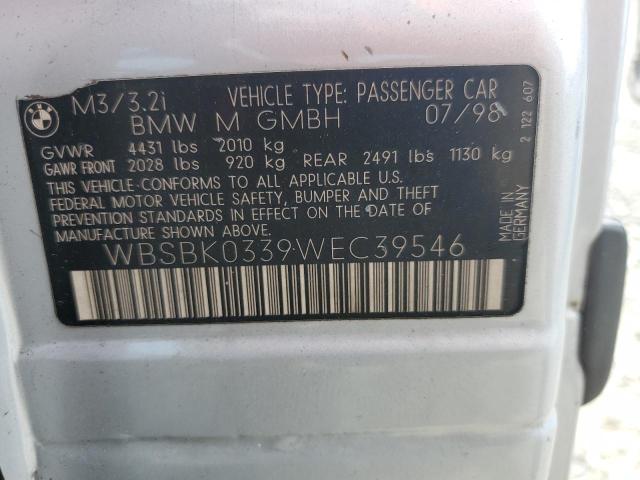 BMW
M3/3.2i VEHICLE TYPE: PASSENGER CAR
BMW M GMBH 07/98
GVWR 4431 lbs 2010 kg
GAWR FRONT 2028 lbs 920 kg REAR 2491 lbs 1130 kg
THIS VEHICLE CONFORMS TO ALL APPLICABLE U.S.
FEDERAL MOTOR VEHICLE SAFETY, BUMPER AND THEFT
PREVENTION STANDARDS IN EFFECT ON THE DATE OF
MANUFACTURE SHOWN ABOVE.
WBSBK0339WEC39546
2 122 607
MADE IN
GERMANY